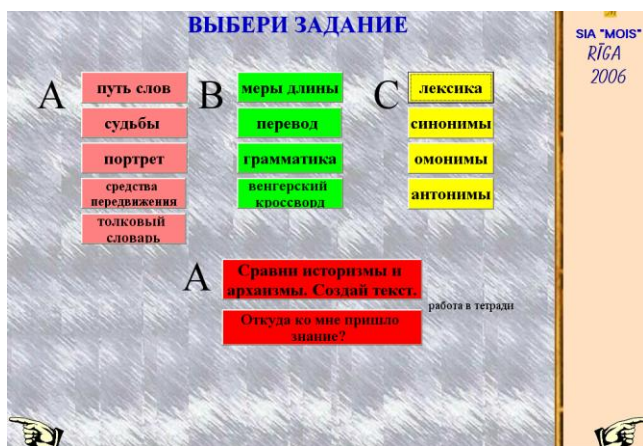 ВЫБЕРИ ЗАДАНИЕ
SIA "MOIS"
RĪGA
2006
A
путь слов
судьбы
портрет
средства
передвижения
толковый
словарь
B
меры длины
перевод
грамматика
венгерский
кроссворд
C
лексика
синонимы
омонимы
антонимы
A
Сравни историзмы и
архаизмы. Создай текст.
Откуда ко мне пришло
знание?
работа в тетради